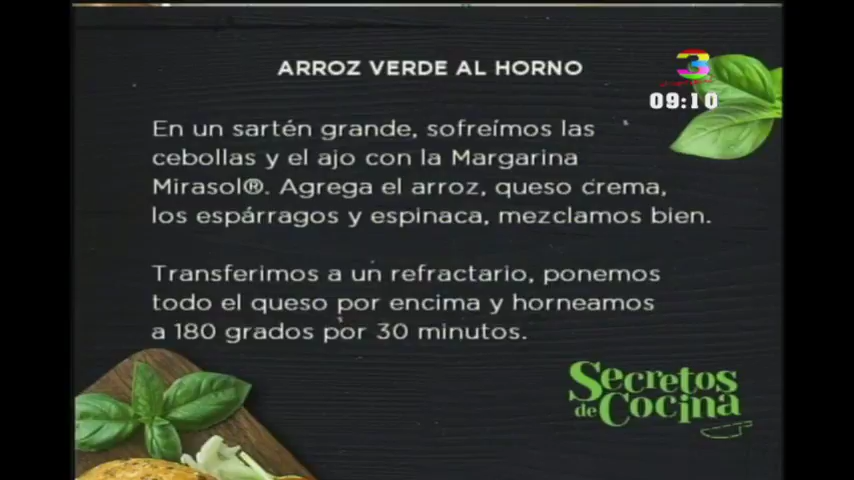 ARROZ VERDE AL HORNO
3
09:10
En un sartén grande, sofreímos las
cebollas y el ajo con la Margarina
Mirasol®. Agrega el arroz, queso crema,
los espárragos y espinaca, mezclamos bien.
Transferimos a un refractario, ponemos
todo el queso por encima y horneamos
a 180 grados por 30 minutos.
Secretos
de Cocina